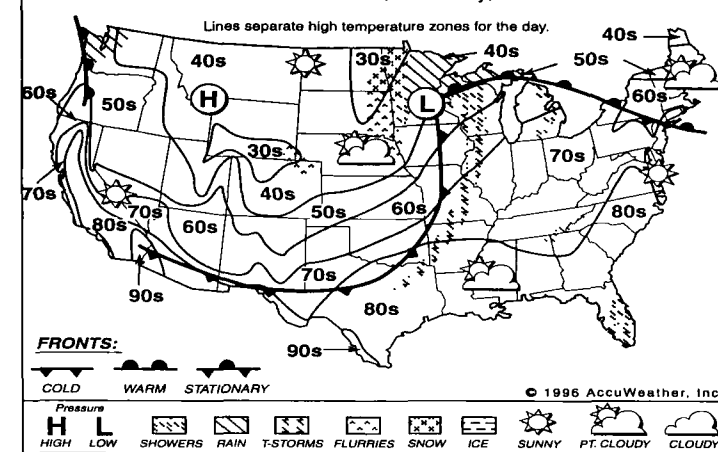 Lines separate high temperature zones for the day.
40s
40s
30s
40s
50s
60s
50s
H
L
60s
30s
70s
70s
40s
70s
80s
60s
50s
60s
80s
70s
90s
80s
90s
FRONTS:
COLD WARM STATIONARY
© 1996 AccuWeather, Inc
Pressure
H L
HIGH LOW SHOWERS RAIN T-STORMS FLURRIES SNOW ICE SUNNY PT. CLOUDY CLOUDY